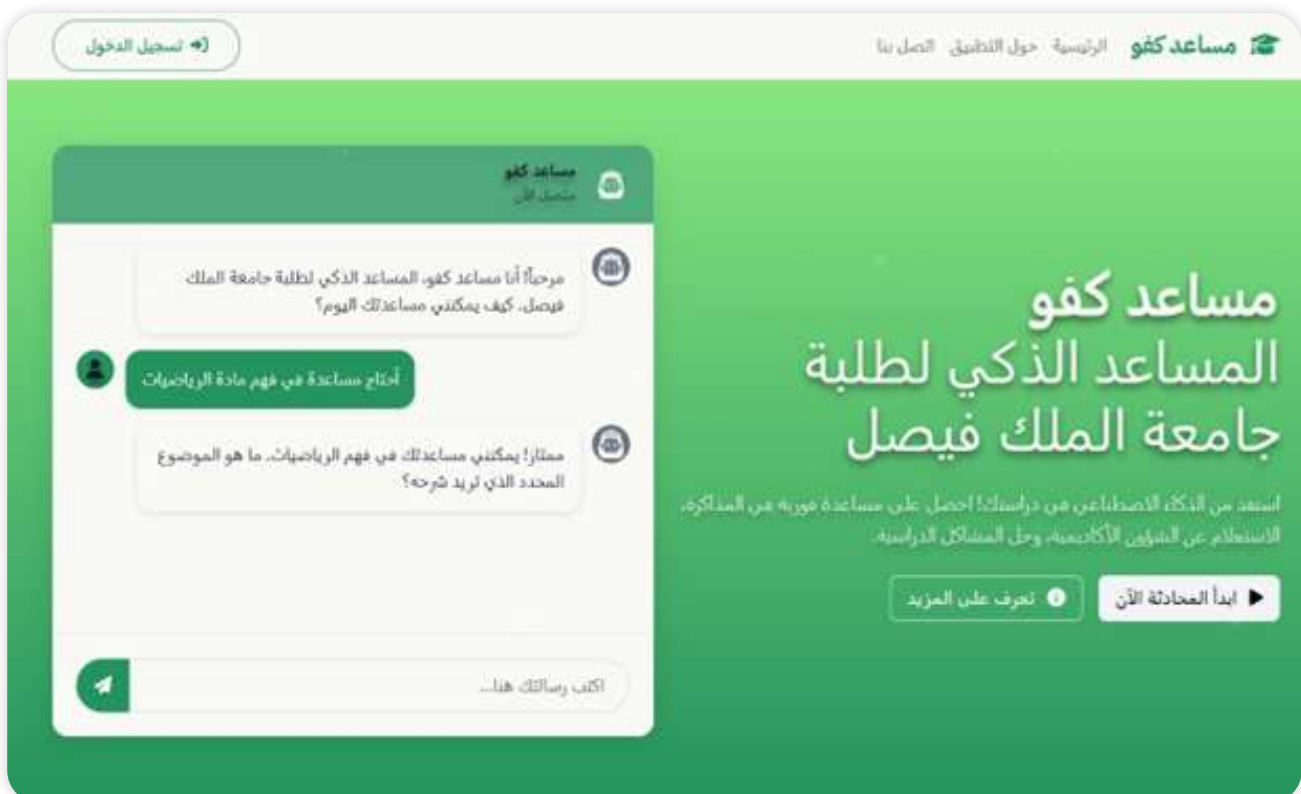 مساعد كفو
الرئيسية حول التطبيق اتصل بنا
تسجيل الدخول
مساعد كفو
المساعد الذكي لطلبة
جامعة الملك فيصل
استفد من الذكاء الاصطناعي في دراستك! احصل على مساعدة فورية في المذاكرة،
الاستعلام عن الشؤون الأكاديمية، وحل المشاكل الدراسية.
ابدأ المحادثة الآن
تعرف على المزيد
مساعد كفو
متصل الآن
مرحباً! أنا مساعد كفو، المساعد الذكي لطلبة جامعة الملك
فيصل. كيف يمكنني مساعدتك اليوم؟
أحتاج مساعدة في فهم مادة الرياضيات
ممتاز! يمكنني مساعدتك في فهم الرياضيات. ما هو الموضوع
المحدد الذي تريد شرحه؟
اكتب رسالتك هنا...